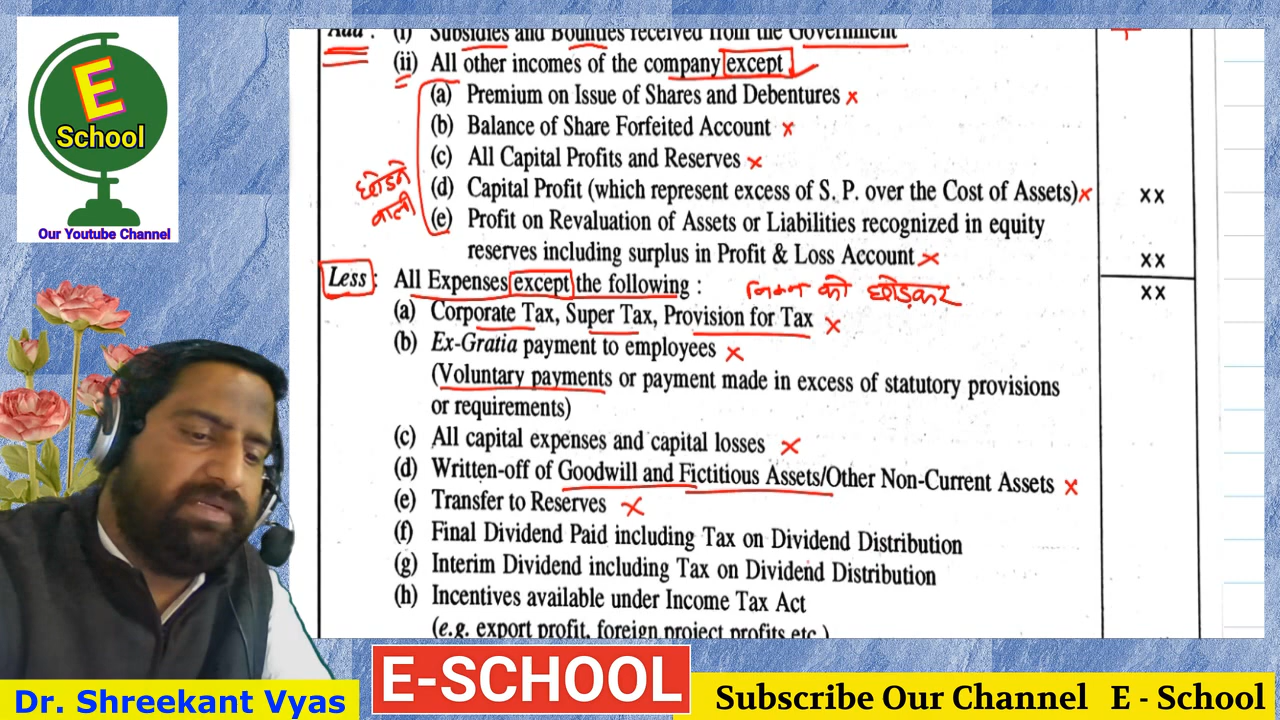 E
School
Our Youtube Channel
Add : (i) Subsidies and Bounties received from the Government
(ii) All other incomes of the company except
(a) Premium on Issue of Shares and Debentures x
(b) Balance of Share Forfeited Account x
(c) All Capital Profits and Reserves x
छोडने
वाली
(d) Capital Profit (which represent excess of S. P. over the Cost of Assets) x x x
(e) Profit on Revaluation of Assets or Liabilities recognized in equity
reserves including surplus in Profit & Loss Account x x x
Less : All Expenses except the following : निम्न को छोड़कर x x
(a) Corporate Tax, Super Tax, Provision for Tax x
(b) Ex-Gratia payment to employees x
(Voluntary payments or payment made in excess of statutory provisions
or requirements)
(c) All capital expenses and capital losses x
(d) Written-off of Goodwill and Fictitious Assets/Other Non-Current Assets x
(e) Transfer to Reserves x
(f) Final Dividend Paid including Tax on Dividend Distribution
(g) Interim Dividend including Tax on Dividend Distribution
(h) Incentives available under Income Tax Act
(e.g. export profit, foreign project profits etc.)
E-SCHOOL
Dr. Shreekant Vyas
Subscribe Our Channel E - School